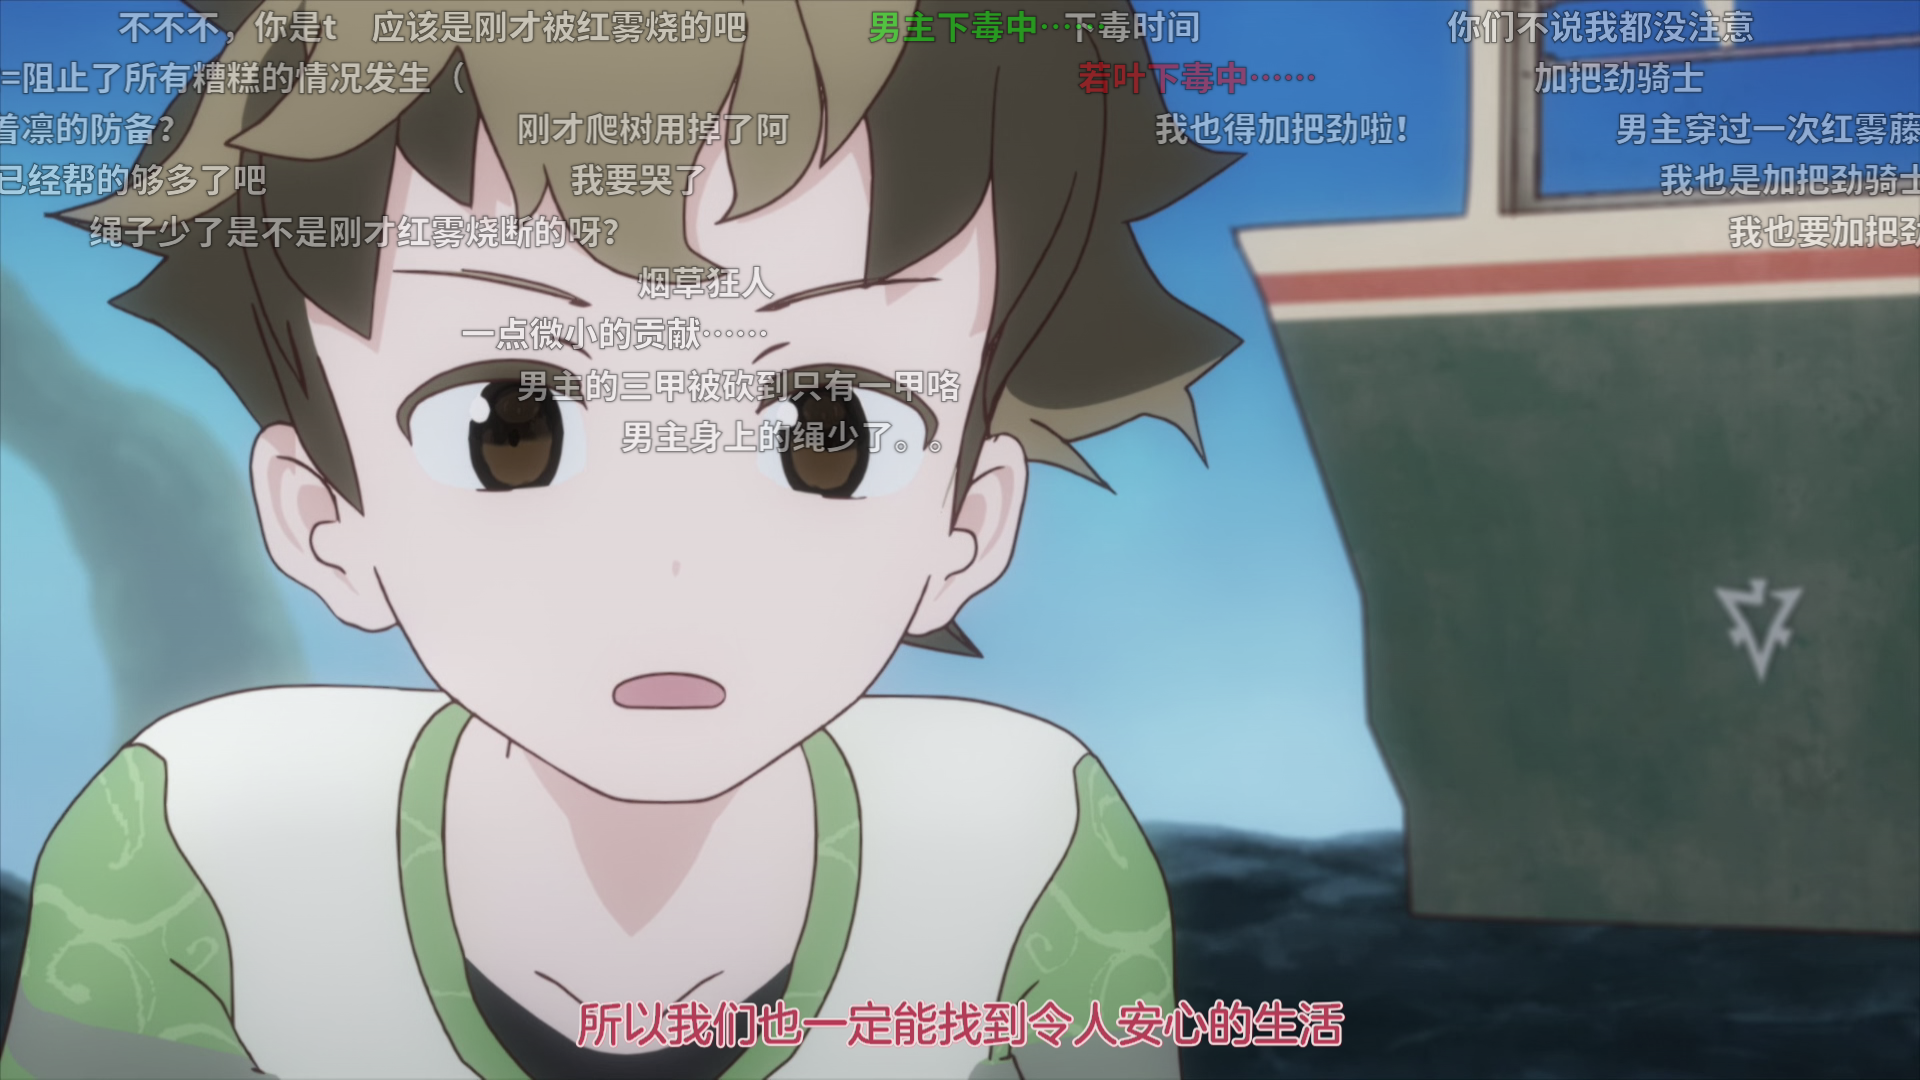 不不不，你是t
应该是刚才被红雾烧的吧
男主下毒中……
下毒时间
你们不说我都没注意
=阻止了所有糟糕的情况发生（
若叶下毒中……
加把劲骑士
着凛的防备?
刚才爬树用掉了阿
我也得加把劲啦！
男主穿过一次红雾藤
已经帮的够多了吧
我要哭了
我也是加把劲骑士
绳子少了是不是刚才红雾烧断的呀?
我也要加把劲
烟草狂人
一点微小的贡献……
男主的三甲被砍到只有一甲咯
男主身上的绳少了。。
所以我们也一定能找到令人安心的生活